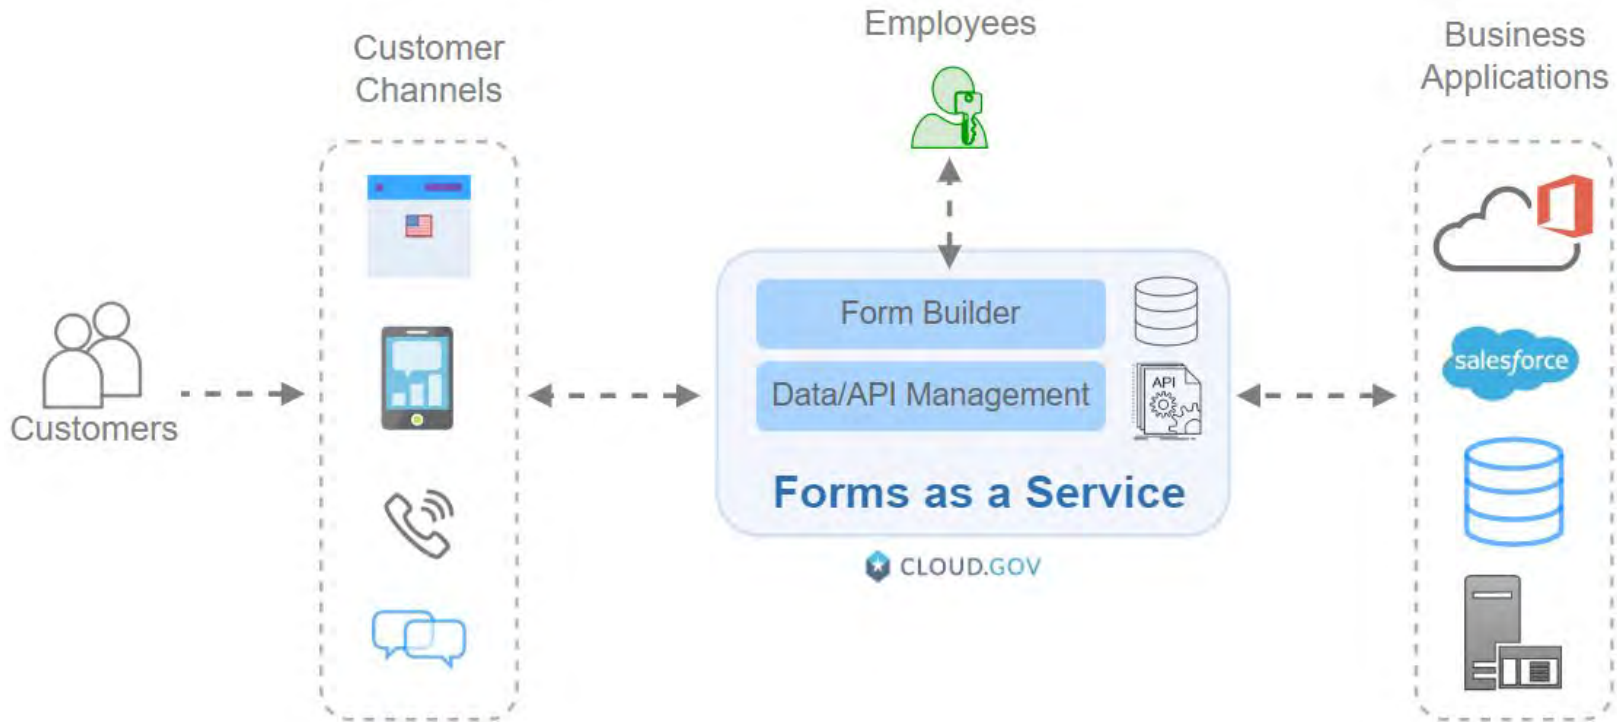 Customer
Channels
Employees
Business
Applications
Customers
Form Builder
Data/API Management
API
Forms as a Service
CLOUD.GOV
salesforce